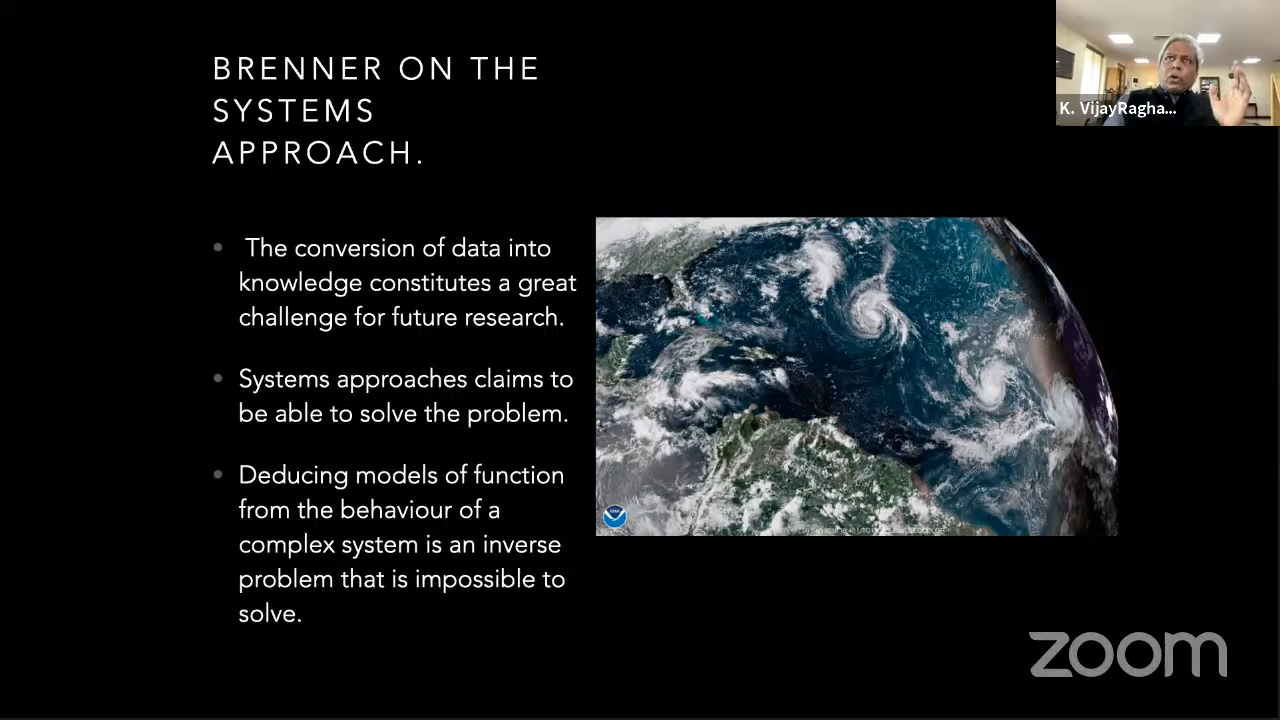 BRENNER ON THE
SYSTEMS
APPROACH.
K. VijayRagha...
• The conversion of data into
knowledge constitutes a great
challenge for future research.
• Systems approaches claims to
be able to solve the problem.
• Deducing models of function
from the behaviour of a
complex system is an inverse
problem that is impossible to
solve.
zoom